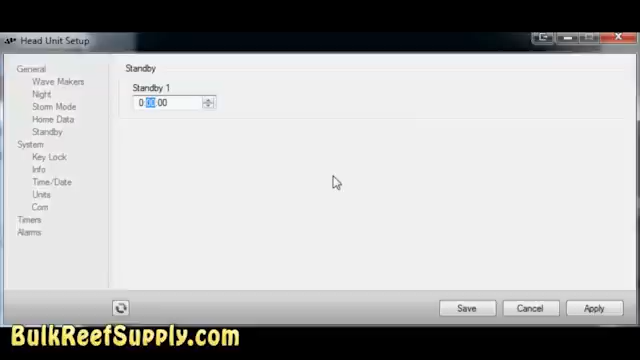 Head Unit Setup
General
Wave Makers
Night
Storm Mode
Home Data
Standby
System
Key Lock
Info
Time/Date
Units
Com
Timers
Alarms
Standby
Standby 1
0:00:00
Save
Cancel
Apply
BulkReefSupply.com